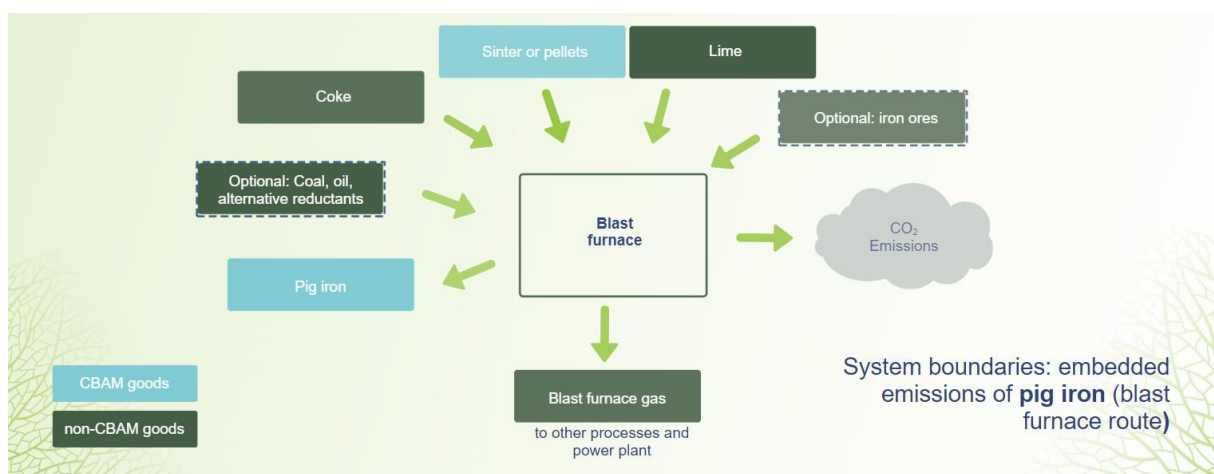 Sinter or pellets
Lime
Coke
Optional: iron ores
Optional: Coal, oil,
alternative reductants
Blast
furnace
CO₂
Emissions
Pig iron
CBAM goods
non-CBAM goods
Blast furnace gas
to other processes and
power plant
System boundaries: embedded
emissions of pig iron (blast
furnace route)